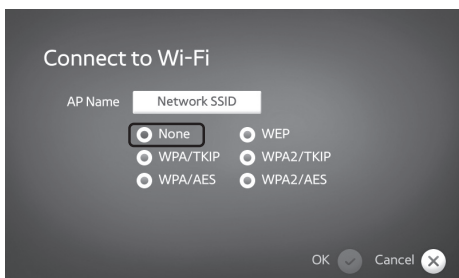 Connect to Wi-Fi
AP Name Network SSID
None WEP
WPA/TKIP WPA2/TKIP
WPA/AES WPA2/AES
OK Cancel